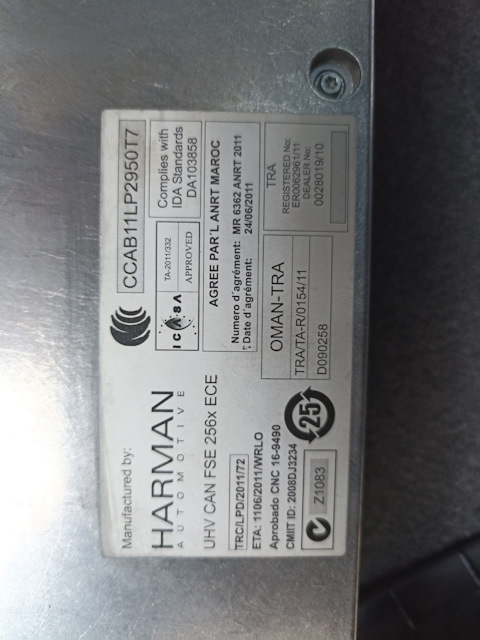 Manufactured by:
HARMAN
AUTOMOTIVE
UHV CAN FSE 256x ECE
TRC/LPD/2011/72
ETA: 1106/2011/WRLO
Aprobado CNC 16-9490
CMIIT ID: 2008DJ3234
Z1083
25
CCAB11LP2950T7
ICASA
TA-2011/332
APPROVED
Complies with
IDA Standards
DA103858
AGREE PAR'L ANRT MAROC
Numero d'agrément: MR 6362 ANRT 2011
Date d'agrément: 24/06/2011
OMAN-TRA
TRA/TA-R/0154/11
D090258
TRA
REGISTERED No:
ER0062961/11
DEALER No:
0028019/10